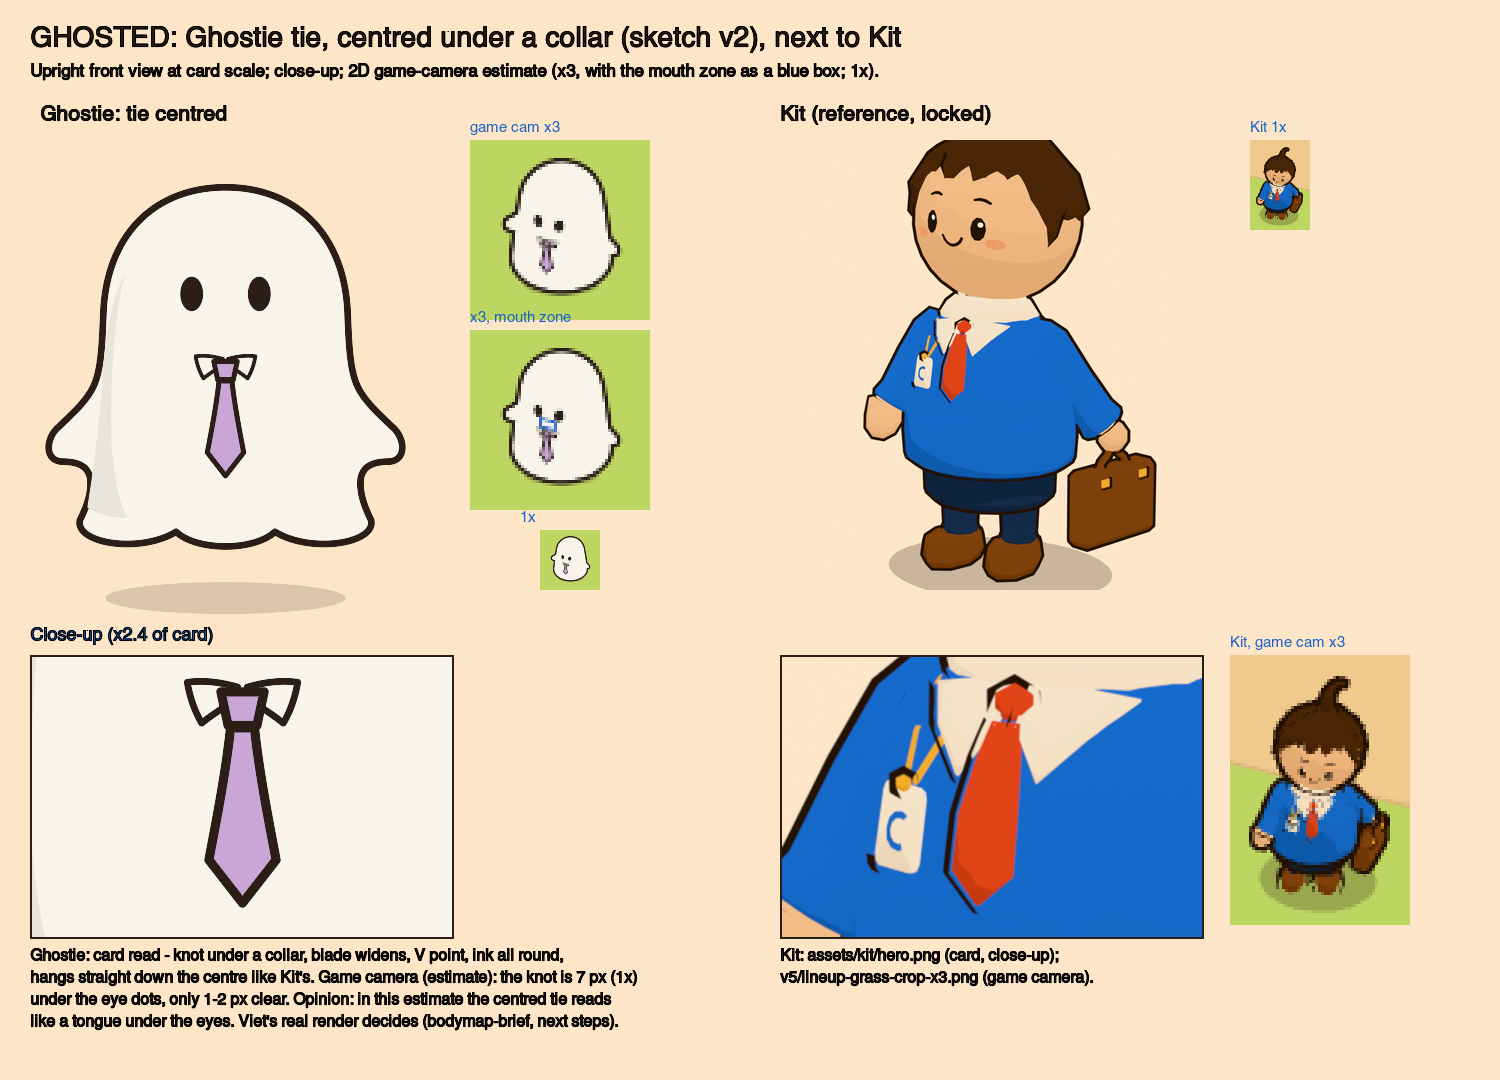 GHOSTED: Ghostie tie, centred under a collar (sketch v2), next to Kit
Upright front view at card scale; close-up; 2D game-camera estimate (x3, with the mouth zone as a blue box; 1x).
Ghostie: tie centred
game cam x3
x3, mouth zone
1x
Kit (reference, locked)
Kit 1x
C
Close-up (x2.4 of card)
C
Kit, game cam x3
Ghostie: card read - knot under a collar, blade widens, V point, ink all round,
hangs straight down the centre like Kit's. Game camera (estimate): the knot is 7 px (1x)
under the eye dots, only 1-2 px clear. Opinion: in this estimate the centred tie reads
like a tongue under the eyes. Viet's real render decides (bodymap-brief, next steps).
Kit: assets/kit/hero.png (card, close-up);
v5/lineup-grass-crop-x3.png (game camera).